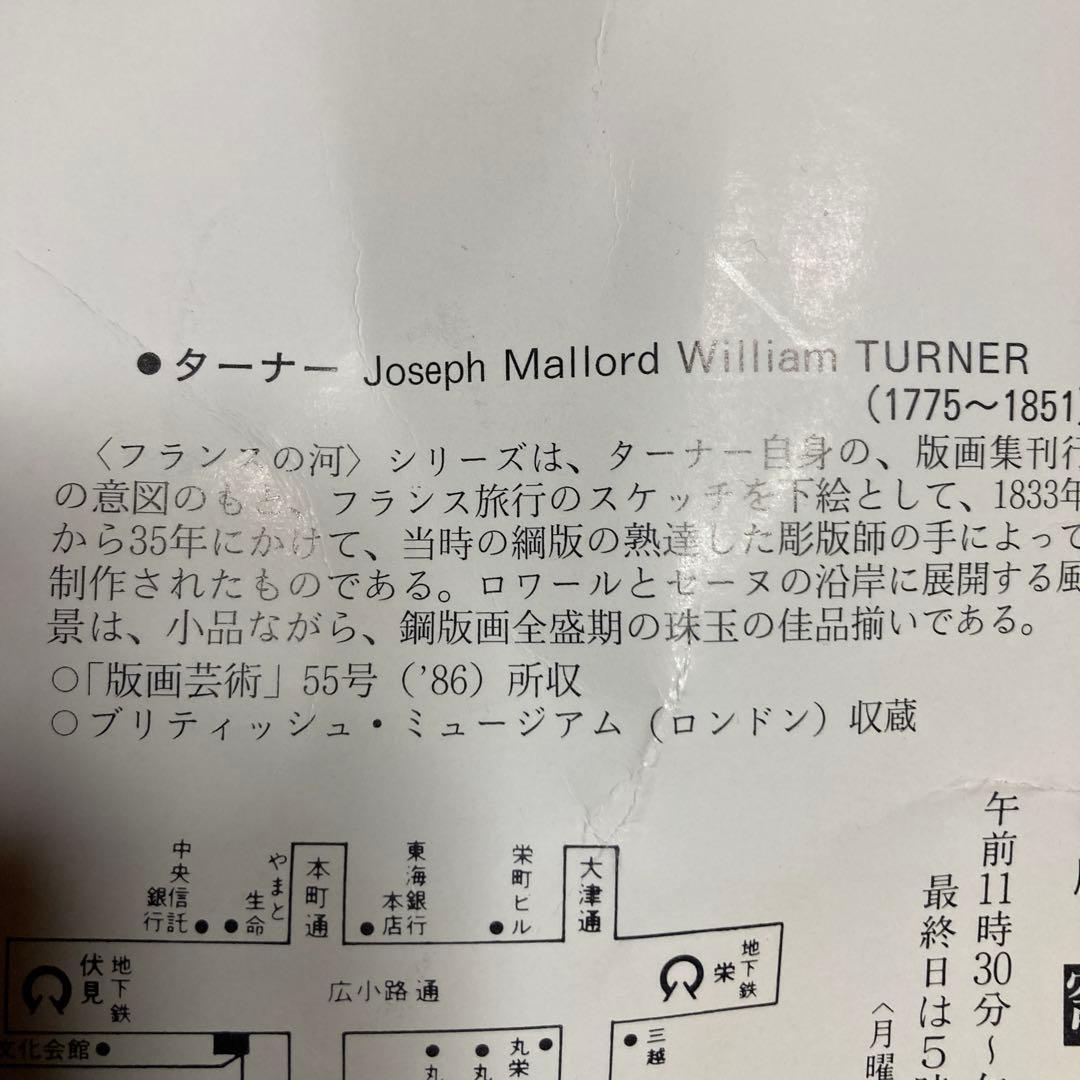 ●ターナー Joseph Mallord William TURNER
(1775〜1851)
〈フランスの河〉シリーズは、ターナー自身の、版画集刊行
の意図のもと、フランス旅行のスケッチを下絵として、1833年
から35年にかけて、当時の綱版の熟達した彫版師の手によって
制作されたものである。ロワールとセーヌの沿岸に展開する風
景は、小品ながら、鋼版画全盛期の珠玉の佳品揃いである。
○「版画芸術」55号（'86）所収
○ブリティッシュ・ミュージアム（ロンドン）収蔵
午前11時30分〜
最終日は5時
〈月曜
中央信託銀行
やまと生命
本町通
東海銀行本店
栄町ビル
大津通
地下鉄伏見
広小路通
地下鉄栄
文化会館
丸栄
三越